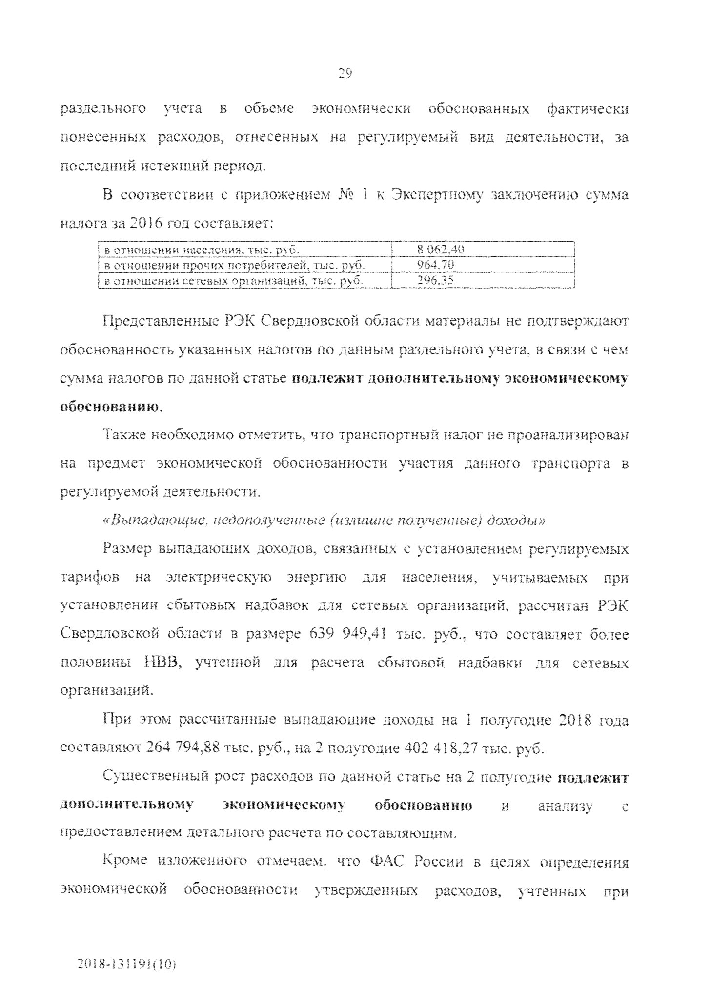 29
раздельного учета в объеме экономически обоснованных фактически
понесенных расходов, отнесенных на регулируемый вид деятельности, за
последний истекший период.
В соответствии с приложением № 1 к Экспертному заключению сумма
налога за 2016 год составляет:
в отношении населения, тыс. руб. 8 062,40
в отношении прочих потребителей, тыс. руб. 964,70
в отношении сетевых организаций, тыс. руб. 296,35
Представленные РЭК Свердловской области материалы не подтверждают
обоснованность указанных налогов по данным раздельного учета, в связи с чем
сумма налогов по данной статье подлежит дополнительному экономическому
обоснованию.
Также необходимо отметить, что транспортный налог не проанализирован
на предмет экономической обоснованности участия данного транспорта в
регулируемой деятельности.
«Выпадающие, недополученные (излишне полученные) доходы»
Размер выпадающих доходов, связанных с установлением регулируемых
тарифов на электрическую энергию для населения, учитываемых при
установлении сбытовых надбавок для сетевых организаций, рассчитан РЭК
Свердловской области в размере 639 949,41 тыс. руб., что составляет более
половины НВВ, учтенной для расчета сбытовой надбавки для сетевых
организаций.
При этом рассчитанные выпадающие доходы на 1 полугодие 2018 года
составляют 264 794,88 тыс. руб., на 2 полугодие 402 418,27 тыс. руб.
Существенный рост расходов по данной статье на 2 полугодие подлежит
дополнительному экономическому обоснованию и анализу с
предоставлением детального расчета по составляющим.
Кроме изложенного отмечаем, что ФАС России в целях определения
экономической обоснованности утвержденных расходов, учтенных при
2018-131191(10)